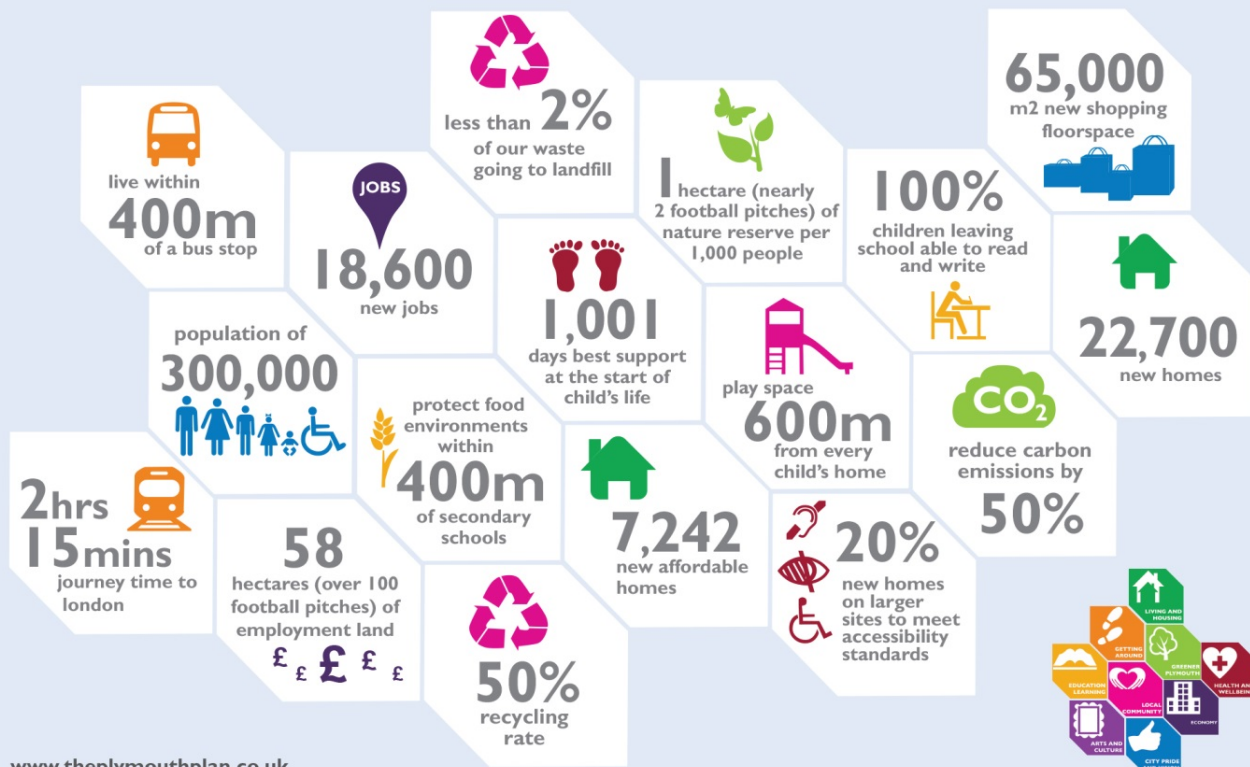 less than 2%
of our waste
going to landfill
65,000
m2 new shopping
floorspace
live within
400m
of a bus stop
JOBS
18,600
new jobs
1 hectare (nearly
2 football pitches) of
nature reserve per
1,000 people
100%
children leaving
school able to read
and write
1,001
days best support
at the start of
child's life
22,700
new homes
population of
300,000
protect food
environments
within
400m
of secondary
schools
play space
600m
from every
child's home
CO2
reduce carbon
emissions by
50%
2hrs
15mins
journey time to
london
58
hectares (over 100
football pitches) of
employment land
£ £ £ £ £
7,242
new affordable
homes
20%
new homes
on larger
sites to meet
accessibility
standards
50%
recycling
rate
LIVING AND
HOUSING
GETTING
AROUND
GREENER
PLYMOUTH
HEALTH AN
WELLBEIN
EDUCATION
LEARNING
LOCAL
COMMUNITY
ECONOMY
ARTS AND
CULTURE
CITY PRIDE
www.theplymouthplan.co.uk